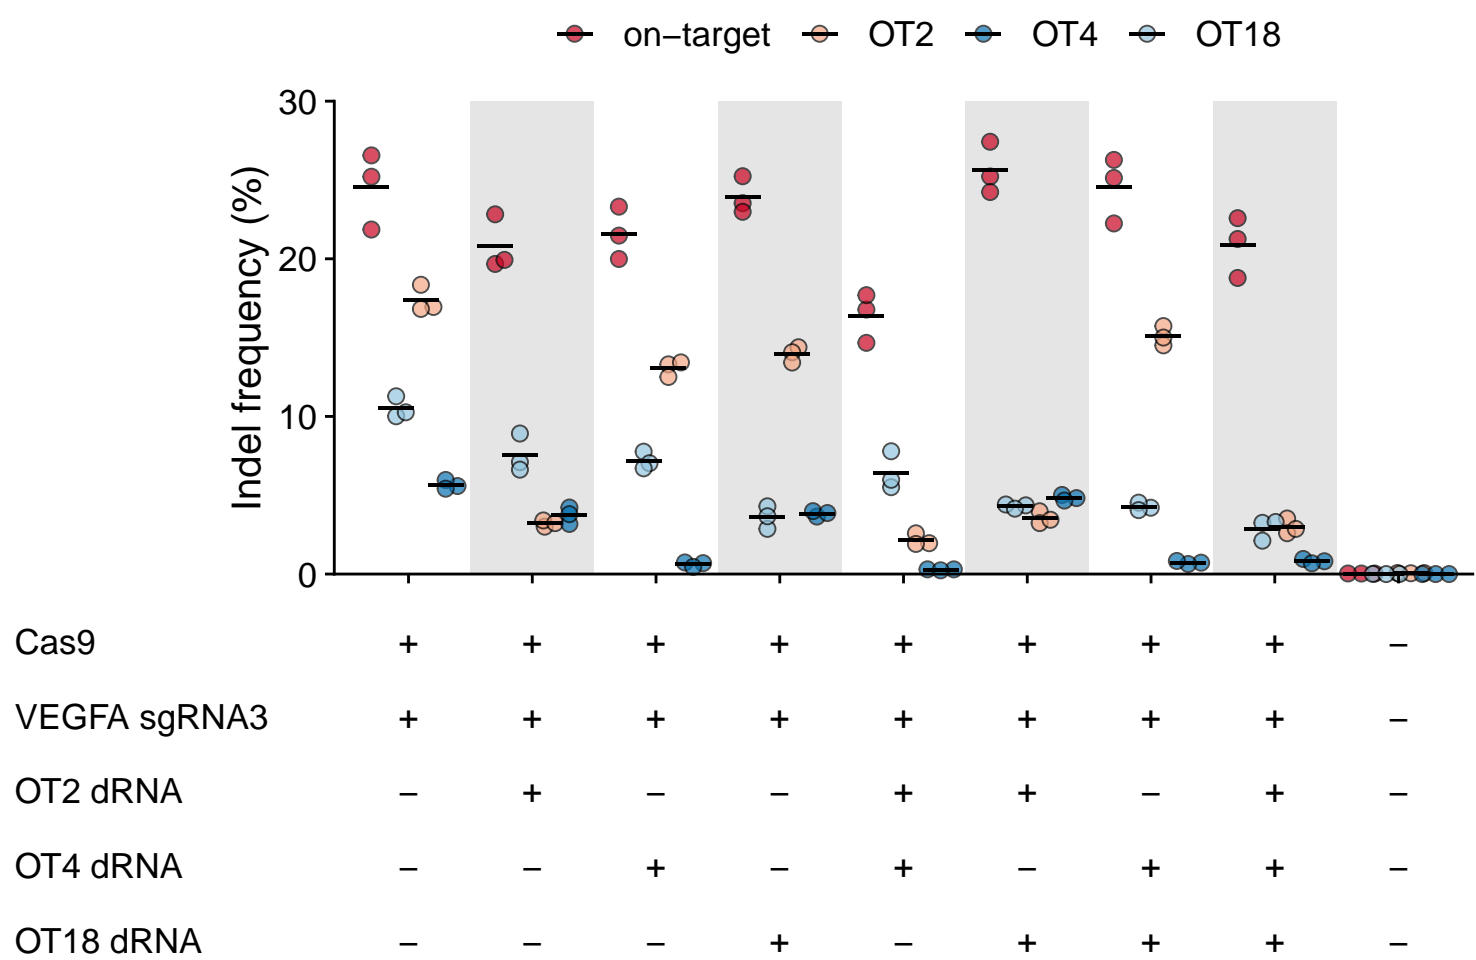 on−target OT2 OT4 OT18
30
20
10
0
Indel frequency (%)
Cas9 + + + + + + + + −
VEGFA sgRNA3 + + + + + + + + −
OT2 dRNA − + − − + + − + −
OT4 dRNA − − + − + − + + −
OT18 dRNA − − − + − + + + −